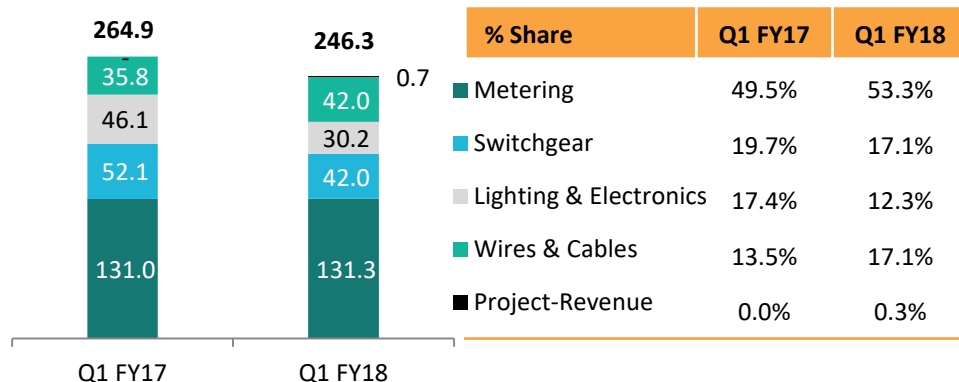 264.9
-
35.8
46.1
52.1
131.0
Q1 FY17
246.3
0.7
42.0
30.2
42.0
131.3
Q1 FY18
% Share Q1 FY17 Q1 FY18
Metering 49.5% 53.3%
Switchgear 19.7% 17.1%
Lighting & Electronics 17.4% 12.3%
Wires & Cables 13.5% 17.1%
Project-Revenue 0.0% 0.3%